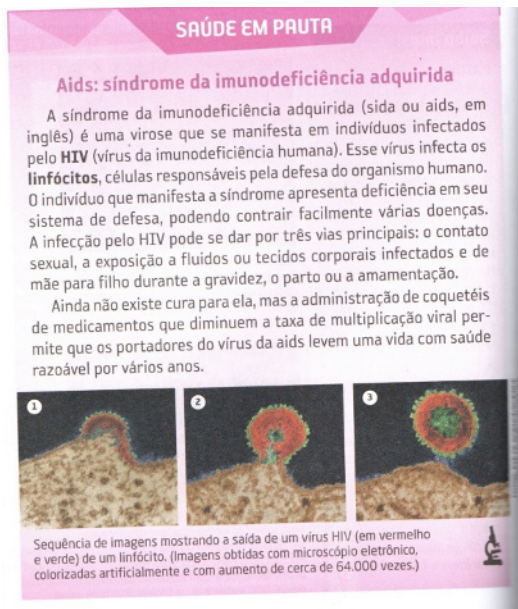 SAÚDE EM PAUTA
Aids: síndrome da imunodeficiência adquirida
A síndrome da imunodeficiência adquirida (sida ou aids, em
inglês) é uma virose que se manifesta em indivíduos infectados
pelo HIV (vírus da imunodeficiência humana). Esse vírus infecta os
linfócitos, células responsáveis pela defesa do organismo humano.
O indivíduo que manifesta a síndrome apresenta deficiência em seu
sistema de defesa, podendo contrair facilmente várias doenças.
A infecção pelo HIV pode se dar por três vias principais: o contato
sexual, a exposição a fluidos ou tecidos corporais infectados e de
mãe para filho durante a gravidez, o parto ou a amamentação.
Ainda não existe cura para ela, mas a administração de coquetéis
de medicamentos que diminuem a taxa de multiplicação viral per-
mite que os portadores do vírus da aids levem uma vida com saúde
razoável por vários anos.
1
2
3
Sequência de imagens mostrando a saída de um vírus HIV (em vermelho
e verde) de um linfócito. (Imagens obtidas com microscópio eletrônico,
colorizadas artificialmente e com aumento de cerca de 64.000 vezes.)